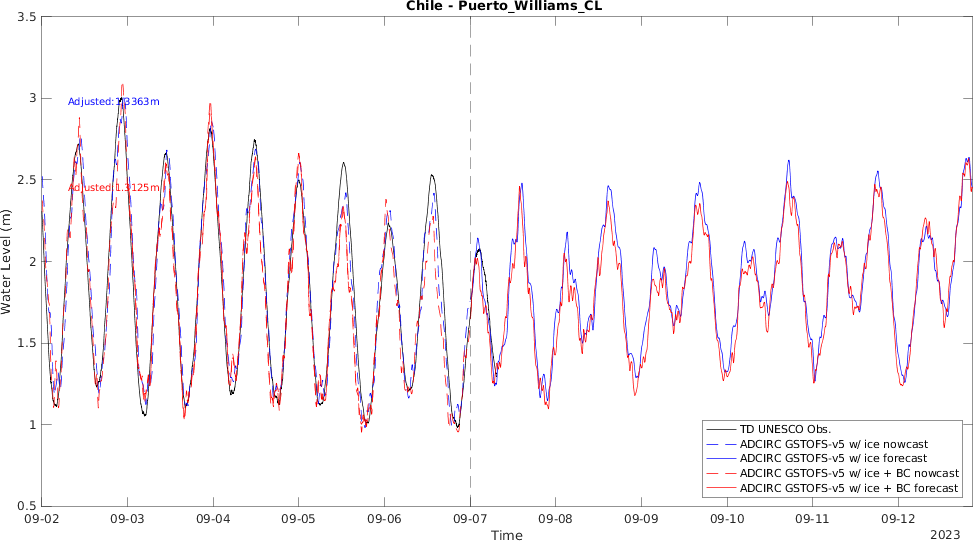 Chile - Puerto_Williams_CL
3.5
3
2.5
2
1.5
1
0.5
Water Level (m)
Adjusted:1.3363m
Adjusted:1.3125m
TD UNESCO Obs.
ADCIRC GSTOFS-v5 w/ ice nowcast
ADCIRC GSTOFS-v5 w/ ice forecast
ADCIRC GSTOFS-v5 w/ ice + BC nowcast
ADCIRC GSTOFS-v5 w/ ice + BC forecast
09-02 09-03 09-04 09-05 09-06 09-07 09-08 09-09 09-10 09-11 09-12
Time
2023